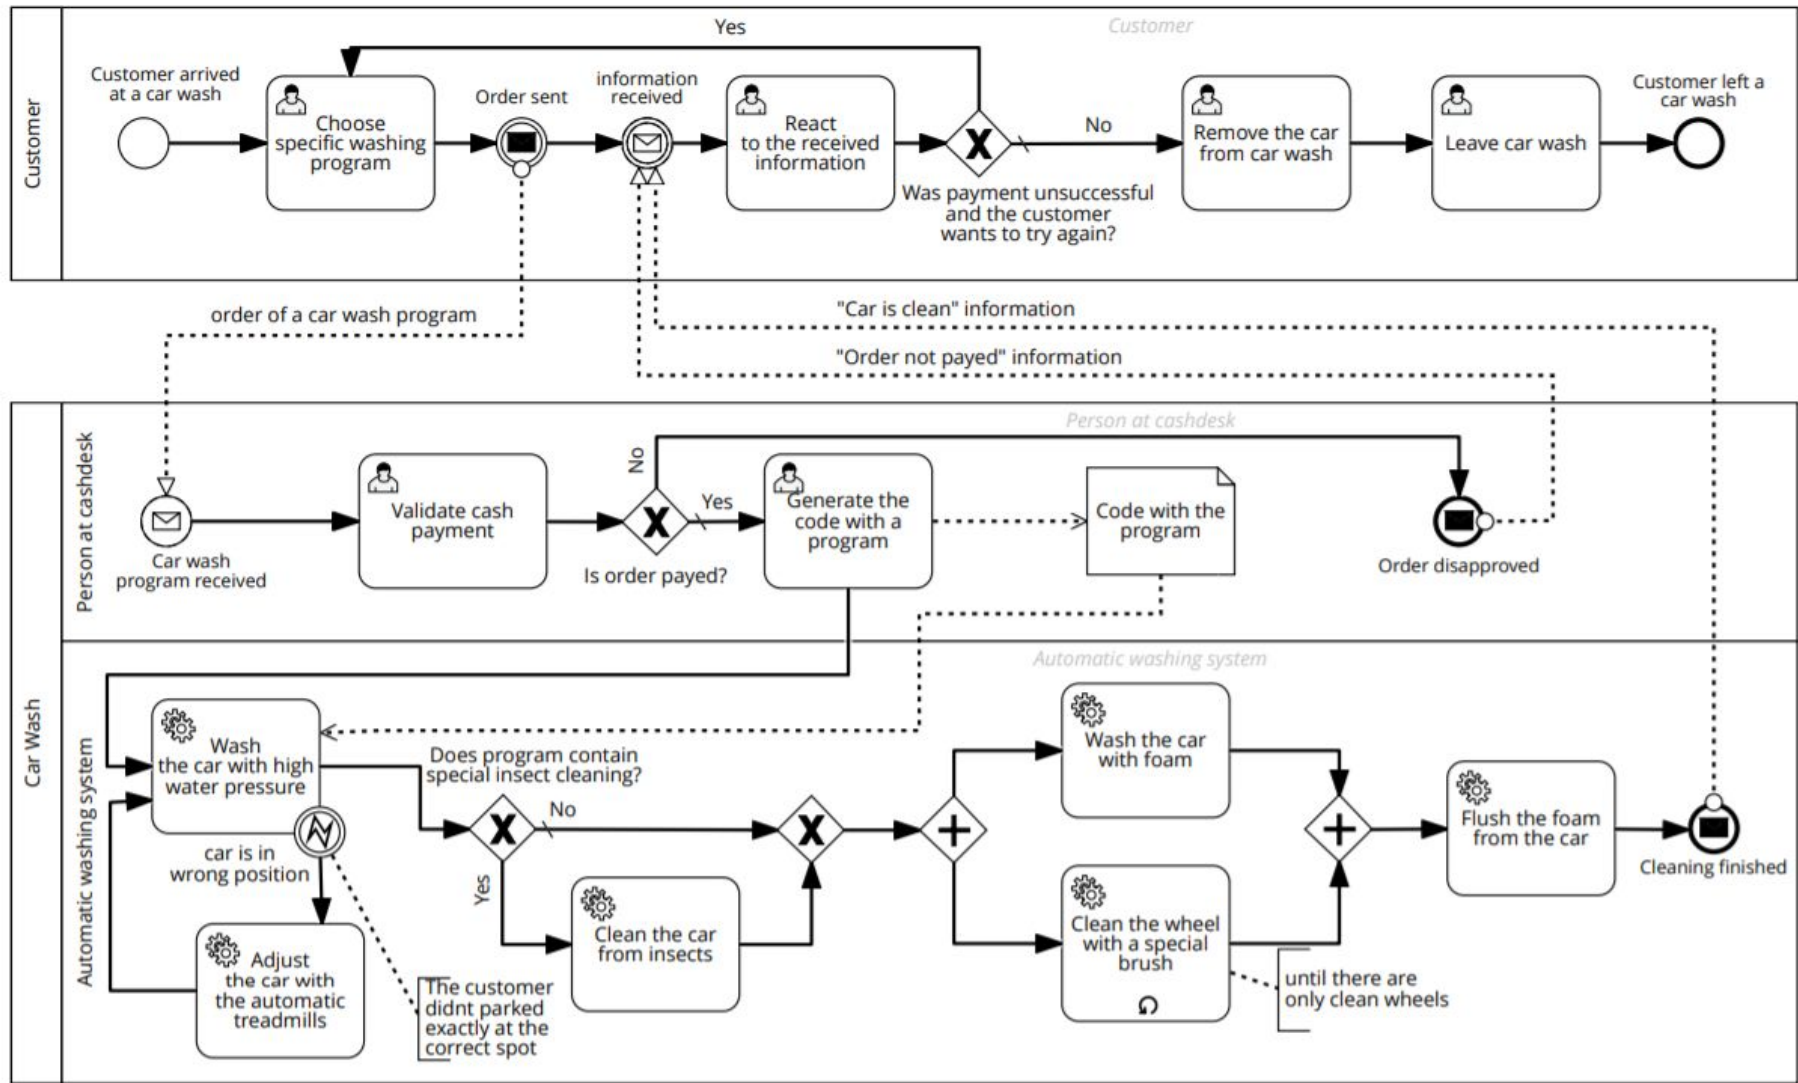 Customer
Customer
Yes
Customer arrived
at a car wash
Choose
specific washing
program
Order sent
information
received
React
to the received
information
No
Was payment unsuccessful
and the customer
wants to try again?
Remove the car
from car wash
Leave car wash
Customer left a
car wash
order of a car wash program
"Car is clean" information
"Order not payed" information
Car Wash
Person at cashdesk
Person at cashdesk
Car wash
program received
Validate cash
payment
No
Yes
Is order payed?
Generate the
code with a
program
Code with the
program
Order disapproved
Automatic washing system
Automatic washing system
Wash
the car with high
water pressure
car is in
wrong position
Adjust
the car with
the automatic
treadmills
The customer
didnt parked
exactly at the
correct spot
Does program contain
special insect cleaning?
No
Yes
Clean the car
from insects
Wash the car
with foam
Clean the wheel
with a special
brush
until there are
only clean wheels
Flush the foam
from the car
Cleaning finished